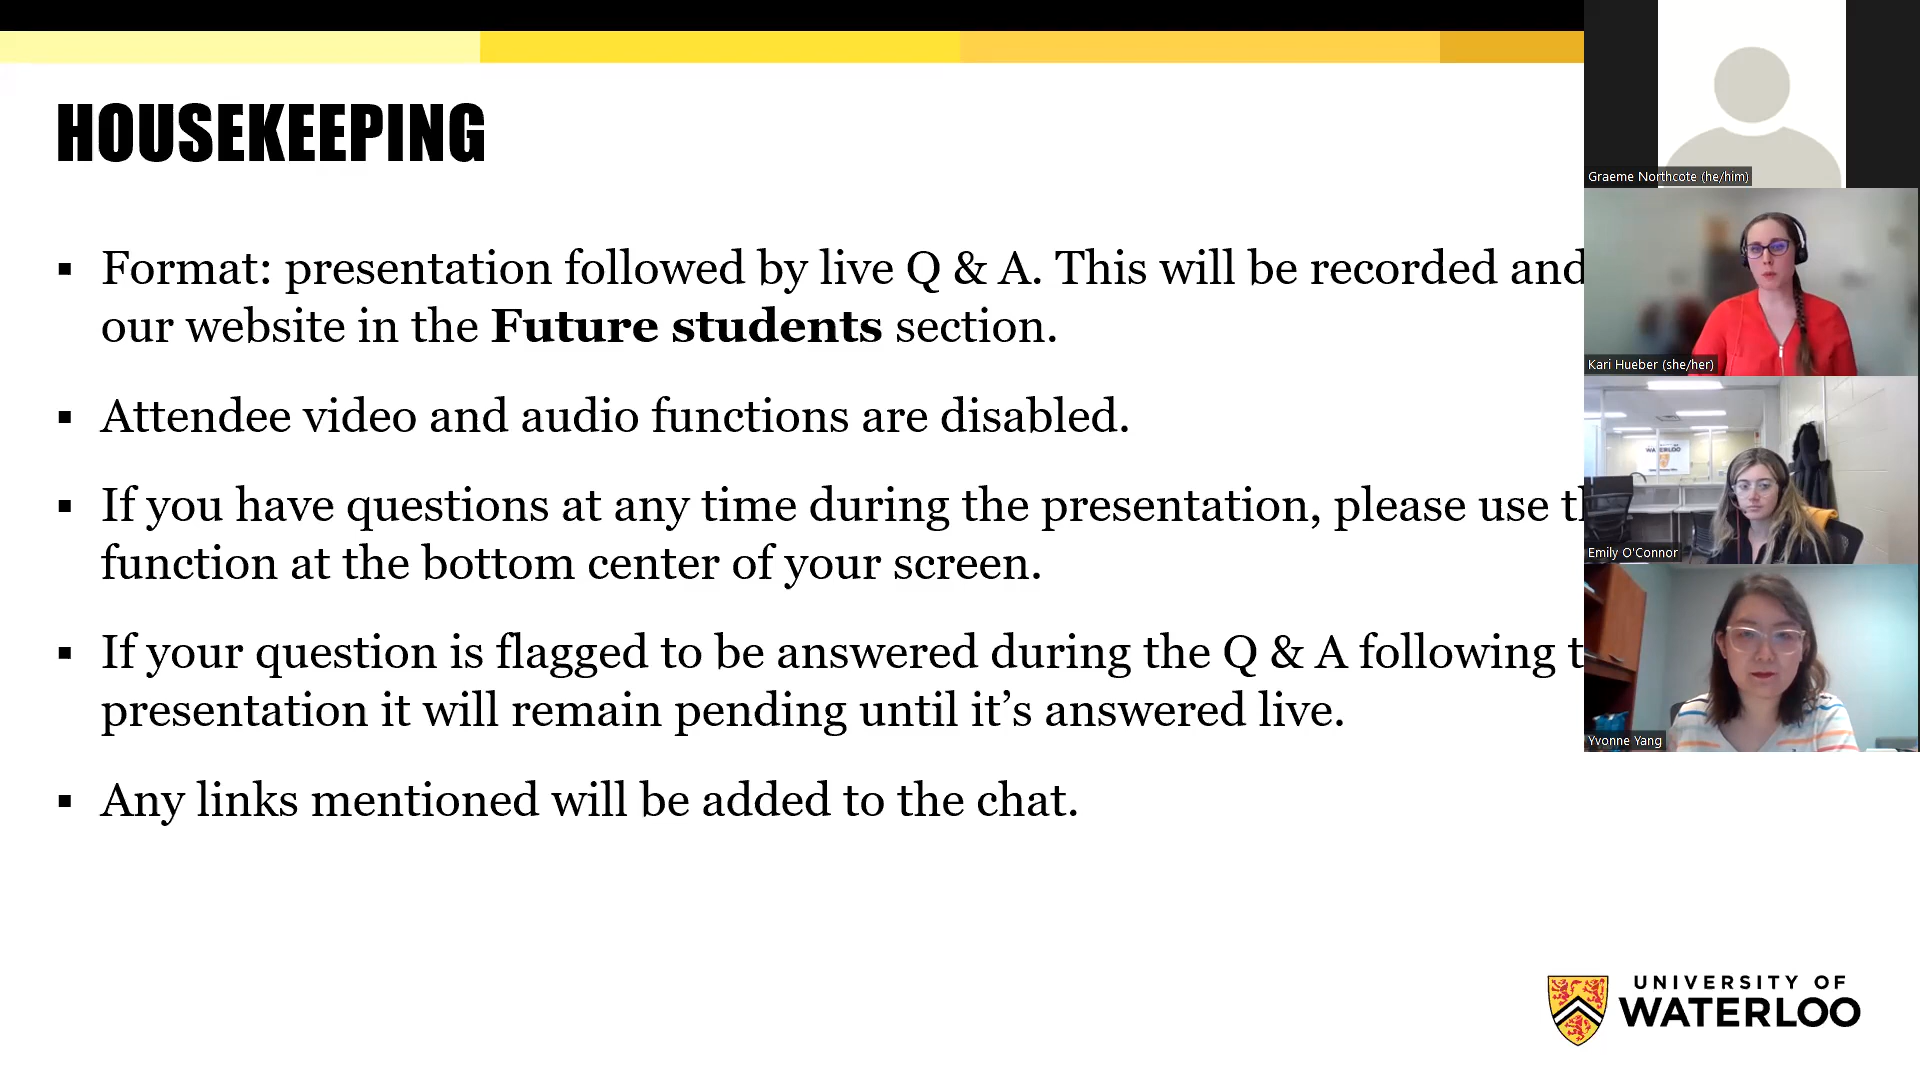 HOUSEKEEPING
▪ Format: presentation followed by live Q & A. This will be recorded and
our website in the Future students section.
▪ Attendee video and audio functions are disabled.
▪ If you have questions at any time during the presentation, please use
function at the bottom center of your screen.
▪ If your question is flagged to be answered during the Q & A following
presentation it will remain pending until it’s answered live.
▪ Any links mentioned will be added to the chat.
Graeme Northcote (he/him)
Kari Hueber (she/her)
WATERLOO
Emily O'Connor
Yvonne Yang
UNIVERSITY OF
WATERLOO